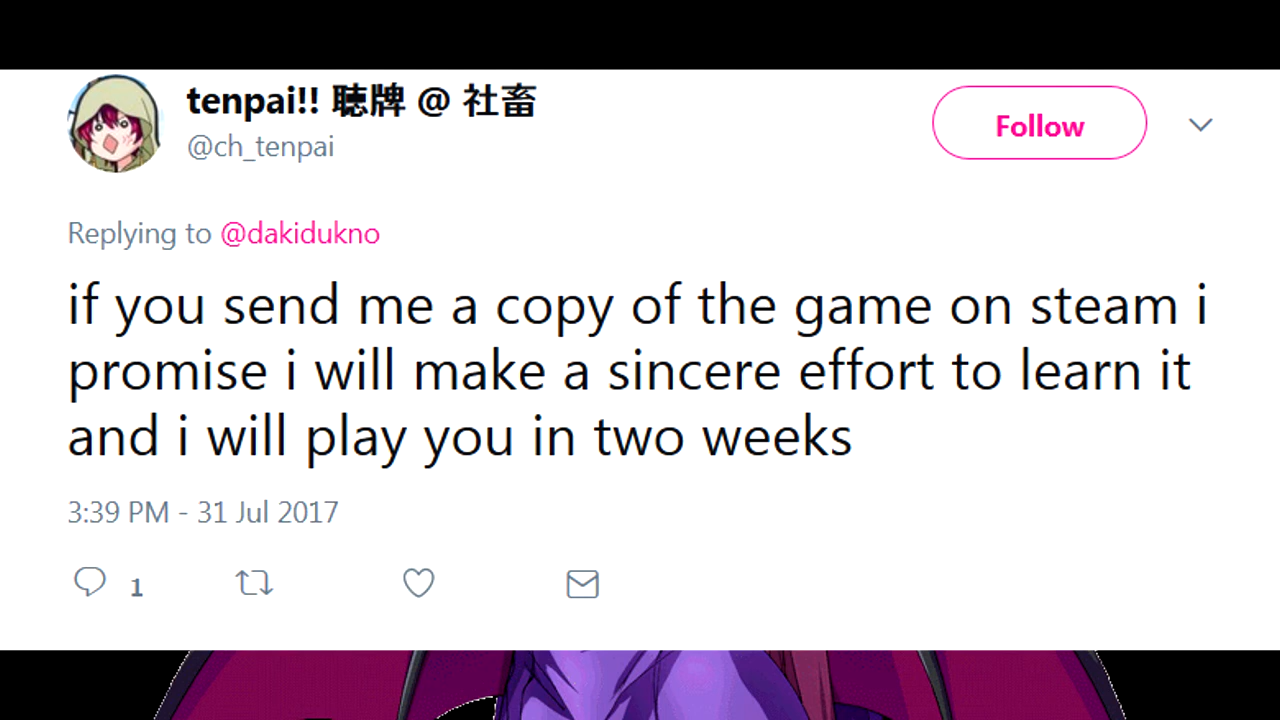 tenpai!! 聴牌 @ 社畜
@ch_tenpai
Follow
Replying to @dakidukno
if you send me a copy of the game on steam i
promise i will make a sincere effort to learn it
and i will play you in two weeks
3:39 PM - 31 Jul 2017
1